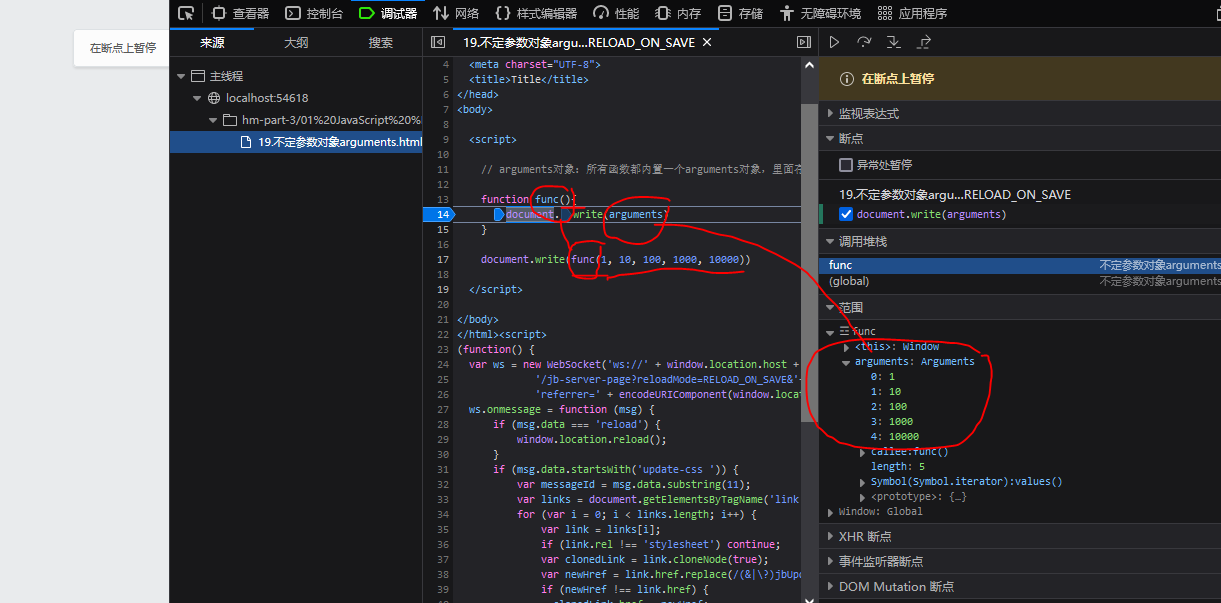 查看器 控制台 调试器 网络 样式编辑器 性能 内存 存储 无障碍环境 应用程序
在断点上暂停
来源 大纲 搜索
主线程
localhost:54618
hm-part-3/01%20JavaScript%20%
19.不定参数对象arguments.html
19.不定参数对象argu...RELOAD_ON_SAVE
4 <meta charset="UTF-8">
5 <title>Title</title>
6 </head>
7 <body>
8
9 <script>
10
11 // arguments对象：所有函数都内置一个arguments对象，里面存
12
13 function func(){
14 document. write(arguments)
15 }
16
17 document.write(func(1, 10, 100, 1000, 10000))
18
19 </script>
20
21 </body>
22 </html><script>
23 (function() {
24 var ws = new WebSocket('ws://' + window.location.host +
25 '/jb-server-page?reloadMode=RELOAD_ON_SAVE&'
26 'referrer=' + encodeURIComponent(window.locat
27 ws.onmessage = function (msg) {
28 if (msg.data === 'reload') {
29 window.location.reload();
30 }
31 if (msg.data.startsWith('update-css ')) {
32 var messageId = msg.data.substring(11);
33 var links = document.getElementsByTagName('link
34 for (var i = 0; i < links.length; i++) {
35 var link = links[i];
36 if (link.rel !== 'stylesheet') continue;
37 var clonedLink = link.cloneNode(true);
38 var newHref = link.href.replace(/(&|\?)jbUpd
39 if (newHref !== link.href) {
clonedLink.href = newHref;
在断点上暂停
监视表达式
断点
异常处暂停
19.不定参数对象argu...RELOAD_ON_SAVE
document.write(arguments)
调用堆栈
func 不定参数对象arguments
(global) 不定参数对象arguments
范围
func
<this>: Window
arguments: Arguments
0: 1
1: 10
2: 100
3: 1000
4: 10000
callee:func()
length: 5
Symbol(Symbol.iterator):values()
<prototype>: {…}
Window: Global
XHR 断点
事件监听器断点
DOM Mutation 断点